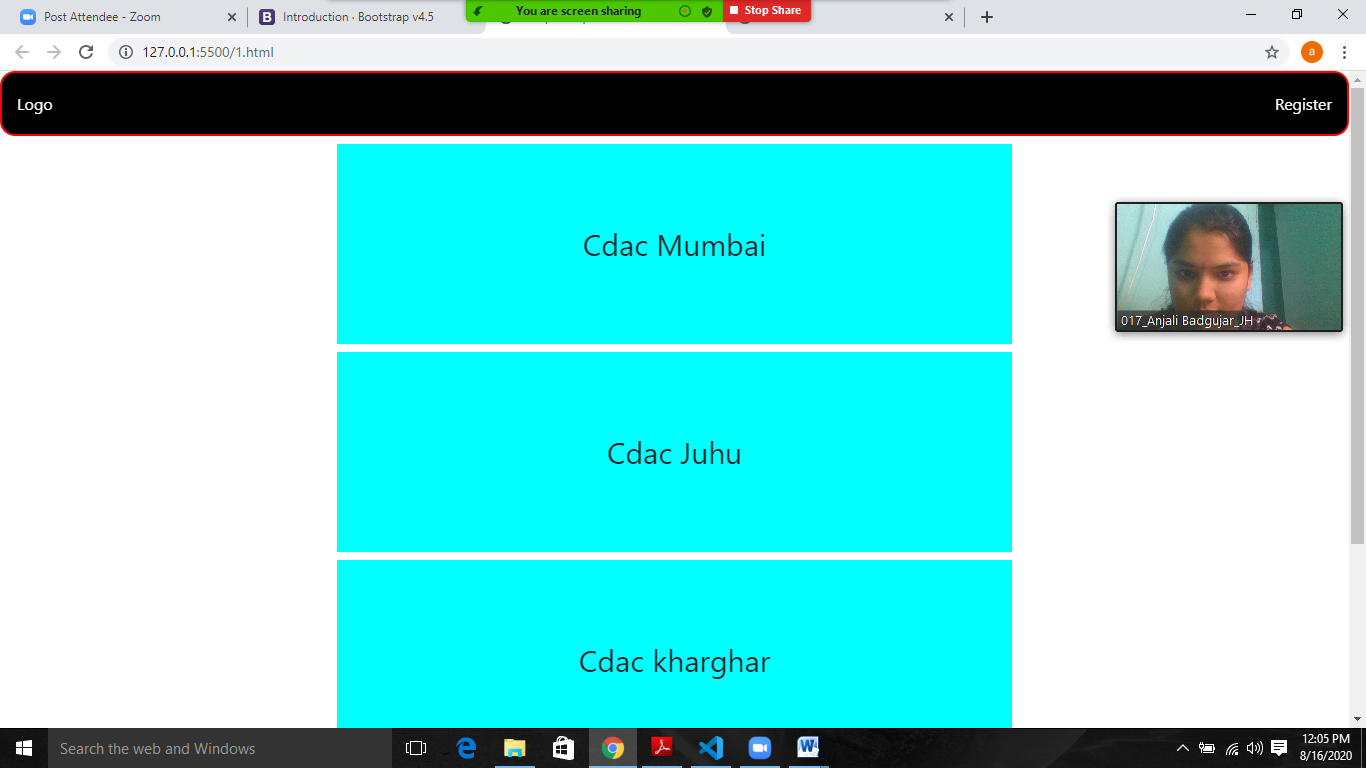 Post Attendee - Zoom
Introduction · Bootstrap v4.5
You are screen sharing
Stop Share
127.0.0.1:5500/1.html
a
Logo
Register
Cdac Mumbai
017_Anjali Badgujar_JH
Cdac Juhu
Cdac kharghar
Search the web and Windows
12:05 PM
8/16/2020